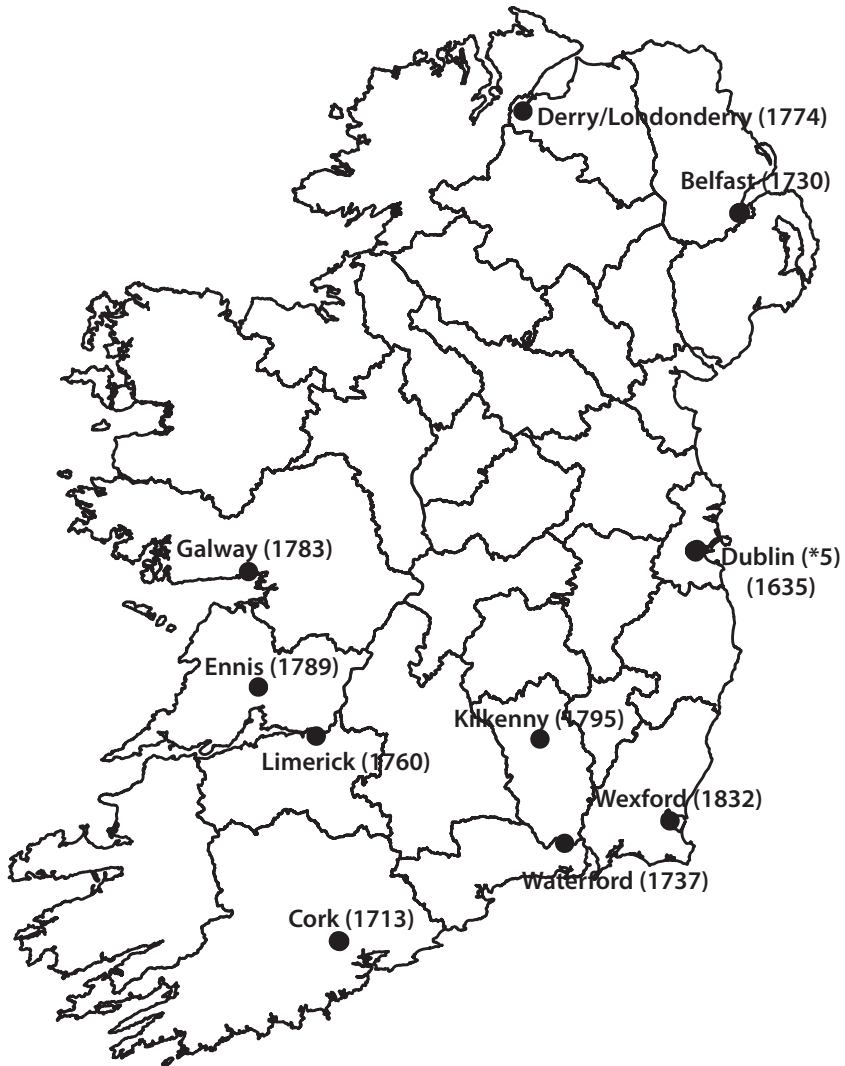 Derry/Londonderry (1774)
Belfast (1730)
Galway (1783)
Dublin (*5)
(1635)
Ennis (1789)
Kilkenny (1795)
Limerick (1760)
Wexford (1832)
Waterford (1737)
Cork (1713)